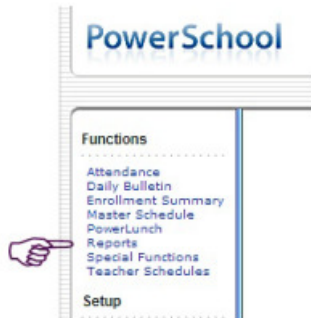 PowerSchool
Functions
Attendance
Daily Bulletin
Enrollment Summary
Master Schedule
PowerLunch
Reports
Special Functions
Teacher Schedules
Setup